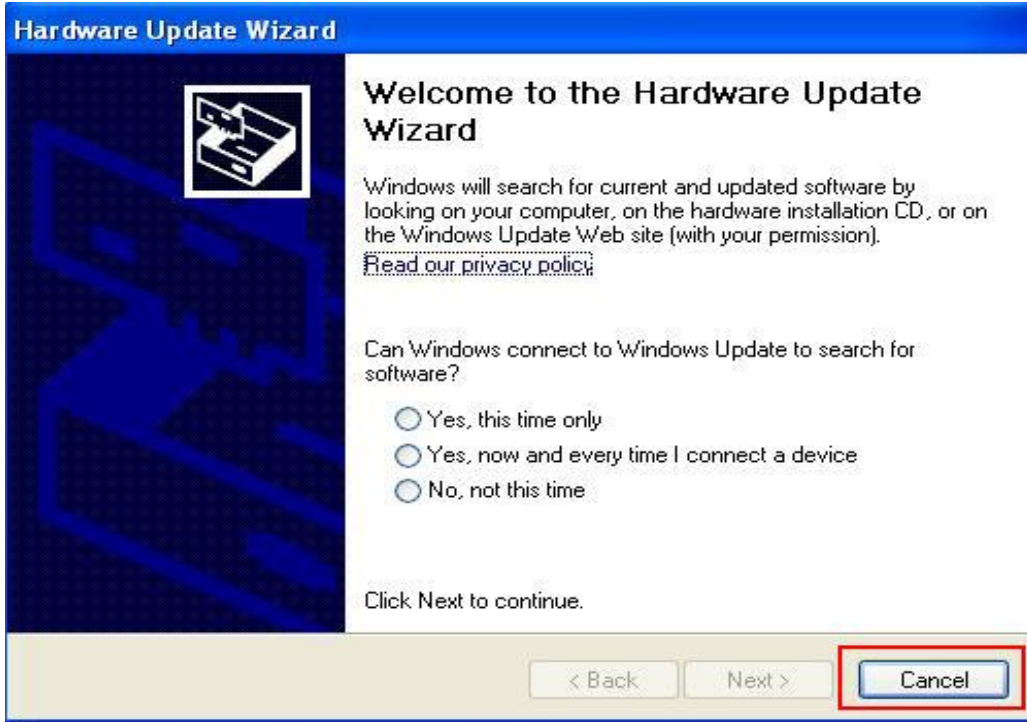 Hardware Update Wizard
Welcome to the Hardware Update
Wizard
Windows will search for current and updated software by
looking on your computer, on the hardware installation CD, or on
the Windows Update Web site (with your permission).
Read our privacy policy
Can Windows connect to Windows Update to search for
software?
Yes, this time only
Yes, now and every time I connect a device
No, not this time
Click Next to continue.
< Back Next > Cancel